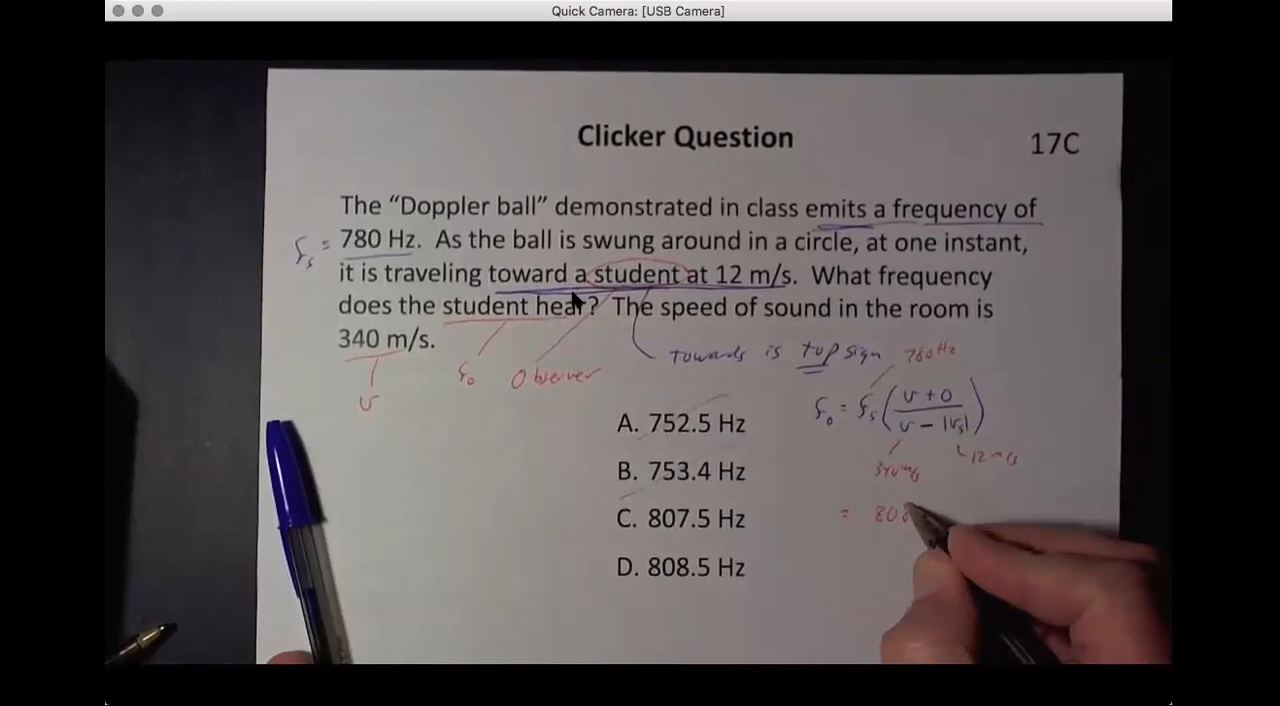 Quick Camera: [USB Camera]
Clicker Question
17C
The “Doppler ball” demonstrated in class emits a frequency of
fs = 780 Hz. As the ball is swung around in a circle, at one instant,
it is traveling toward a student at 12 m/s. What frequency
does the student hear? The speed of sound in the room is
340 m/s.
towards is top sign
780 Hz
v
fo
Observer
fo = fs (v + 0 / v - |vs|)
340 m/s
12 m/s
A. 752.5 Hz
B. 753.4 Hz
C. 807.5 Hz
D. 808.5 Hz
= 808